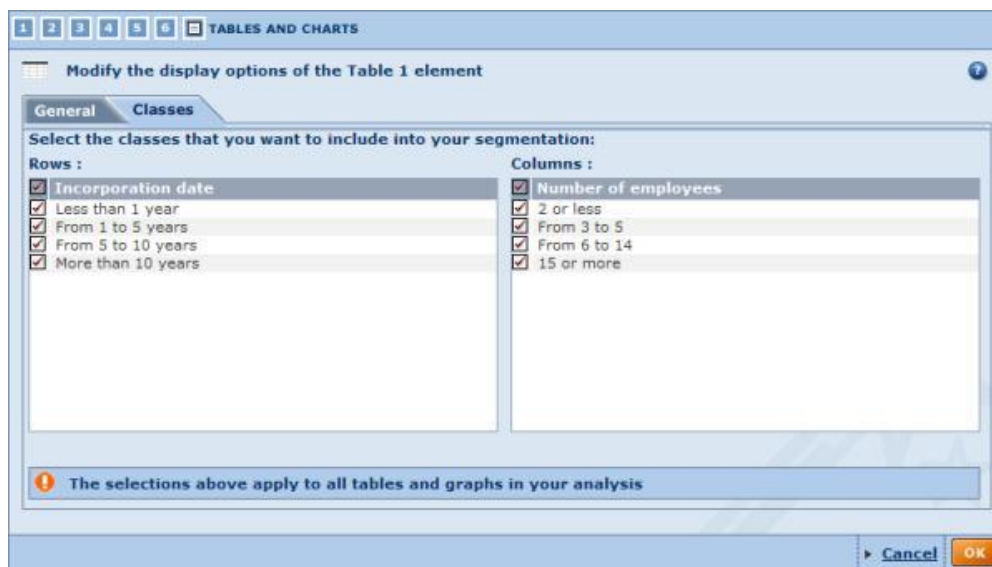 1 2 3 4 5 6 TABLES AND CHARTS
Modify the display options of the Table 1 element
?
General Classes
Select the classes that you want to include into your segmentation:
Rows :
Incorporation date
Less than 1 year
From 1 to 5 years
From 5 to 10 years
More than 10 years
Columns :
Number of employees
2 or less
From 3 to 5
From 6 to 14
15 or more
! The selections above apply to all tables and graphs in your analysis
Cancel OK